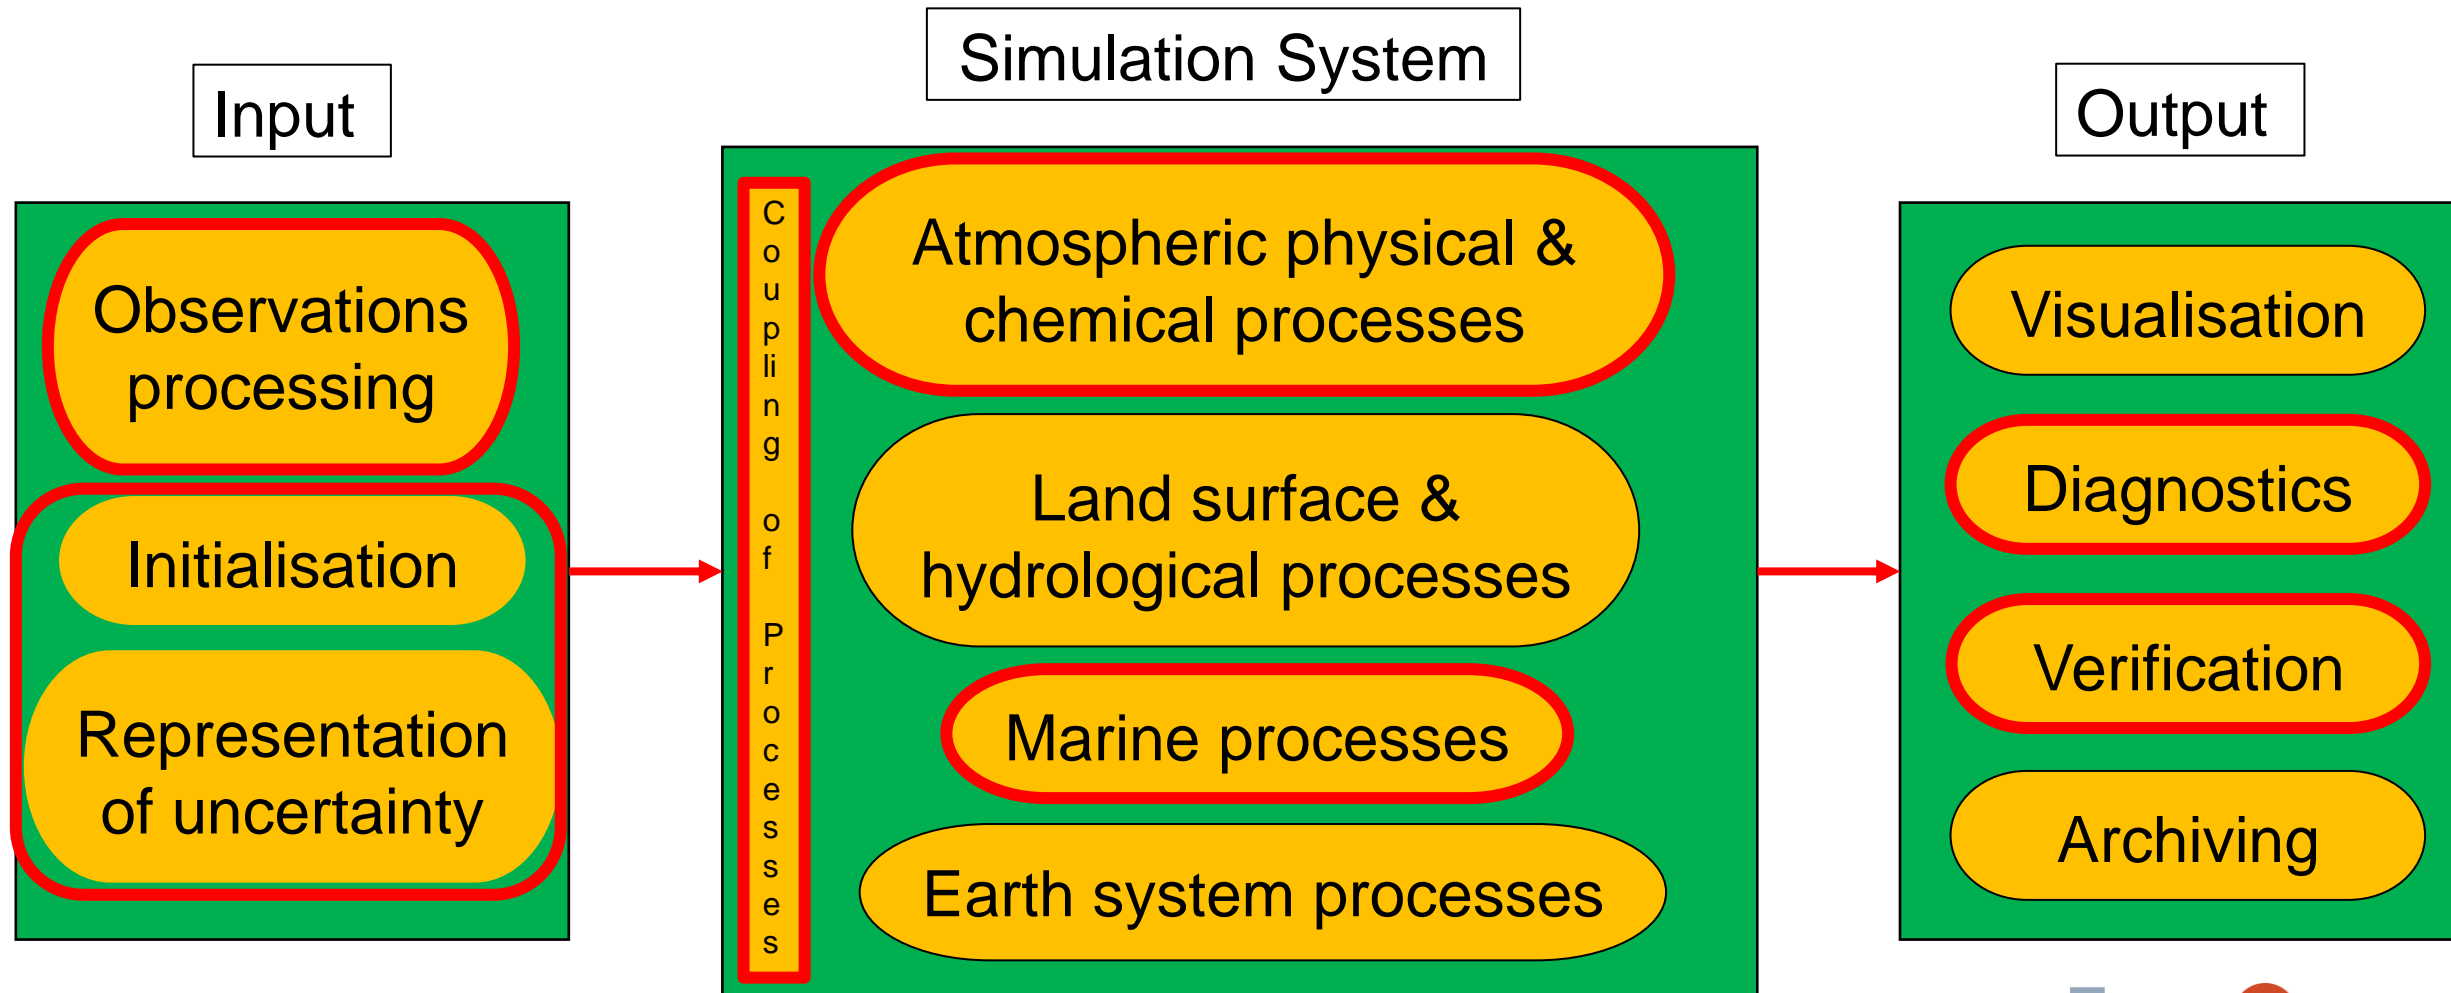 Input
Observations
processing
Initialisation
Representation
of uncertainty
Simulation System
Coupling of Processes
Atmospheric physical &
chemical processes
Land surface &
hydrological processes
Marine processes
Earth system processes
Output
Visualisation
Diagnostics
Verification
Archiving